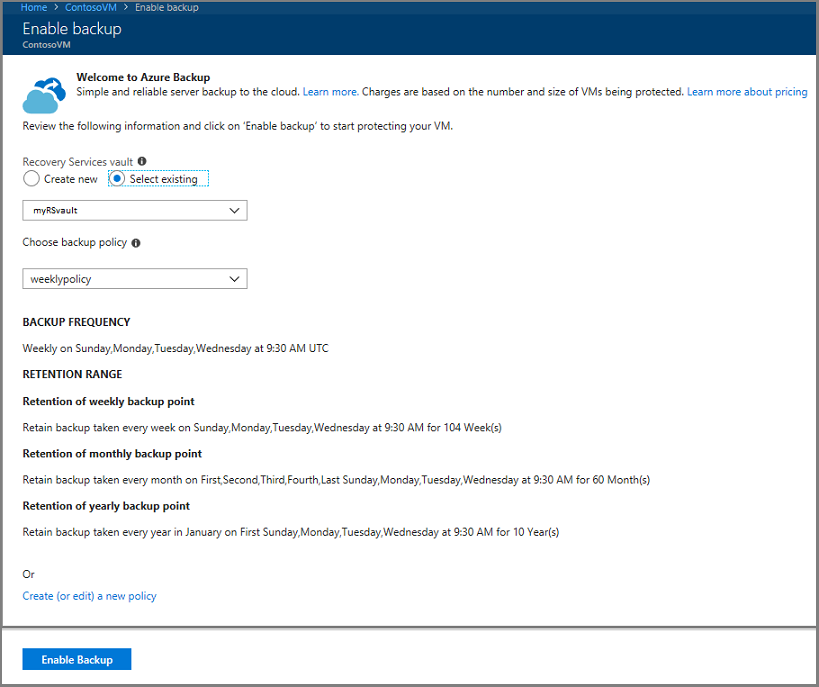 Home > ContosoVM > Enable backup
Enable backup
ContosoVM
Welcome to Azure Backup
Simple and reliable server backup to the cloud. Learn more. Charges are based on the number and size of VMs being protected. Learn more about pricing
Review the following information and click on 'Enable backup' to start protecting your VM.
Recovery Services vault
Create new Select existing
myRSvault
Choose backup policy
weeklypolicy
BACKUP FREQUENCY
Weekly on Sunday,Monday,Tuesday,Wednesday at 9:30 AM UTC
RETENTION RANGE
Retention of weekly backup point
Retain backup taken every week on Sunday,Monday,Tuesday,Wednesday at 9:30 AM for 104 Week(s)
Retention of monthly backup point
Retain backup taken every month on First,Second,Third,Fourth,Last Sunday,Monday,Tuesday,Wednesday at 9:30 AM for 60 Month(s)
Retention of yearly backup point
Retain backup taken every year in January on First Sunday,Monday,Tuesday,Wednesday at 9:30 AM for 10 Year(s)
Or
Create (or edit) a new policy
Enable Backup